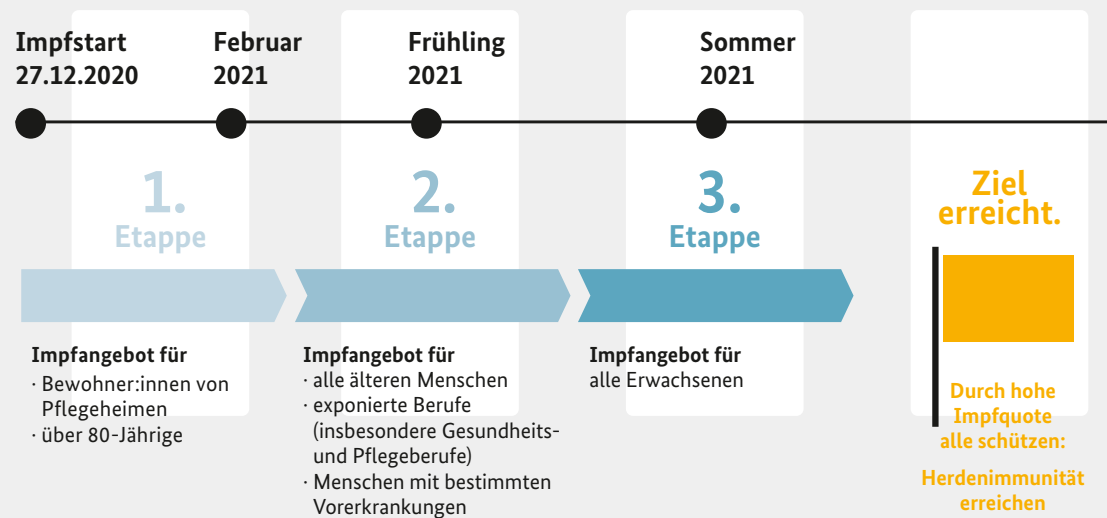 Impfstart
27.12.2020
Februar
2021
Frühling
2021
Sommer
2021
1.
Etappe
2.
Etappe
3.
Etappe
Ziel
erreicht.
Impfangebot für
· Bewohner:innen von
Pflegeheimen
· über 80-Jährige
Impfangebot für
· alle älteren Menschen
· exponierte Berufe
(insbesondere Gesundheits-
und Pflegeberufe)
· Menschen mit bestimmten
Vorerkrankungen
Impfangebot für
alle Erwachsenen
Durch hohe
Impfquote
alle schützen:
Herdenimmunität
erreichen